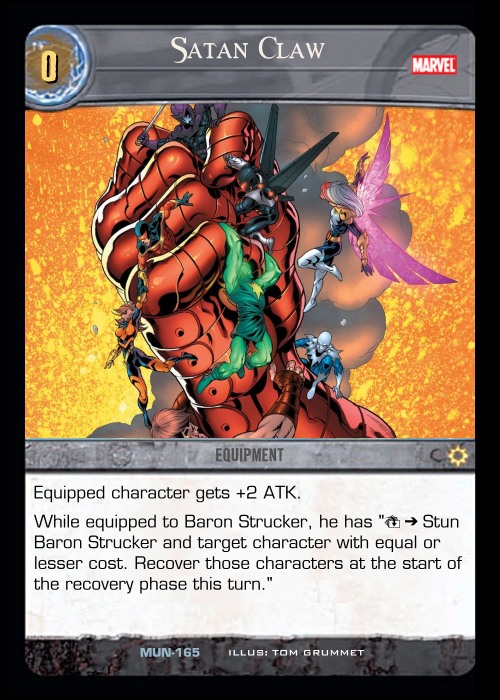 0
SATAN CLAW
MARVEL
EQUIPMENT
C
Equipped character gets +2 ATK.
While equipped to Baron Strucker, he has " ➔ Stun
Baron Strucker and target character with equal or
lesser cost. Recover those characters at the start of
the recovery phase this turn."
MUN-165 ILLUS: TOM GRUMMET